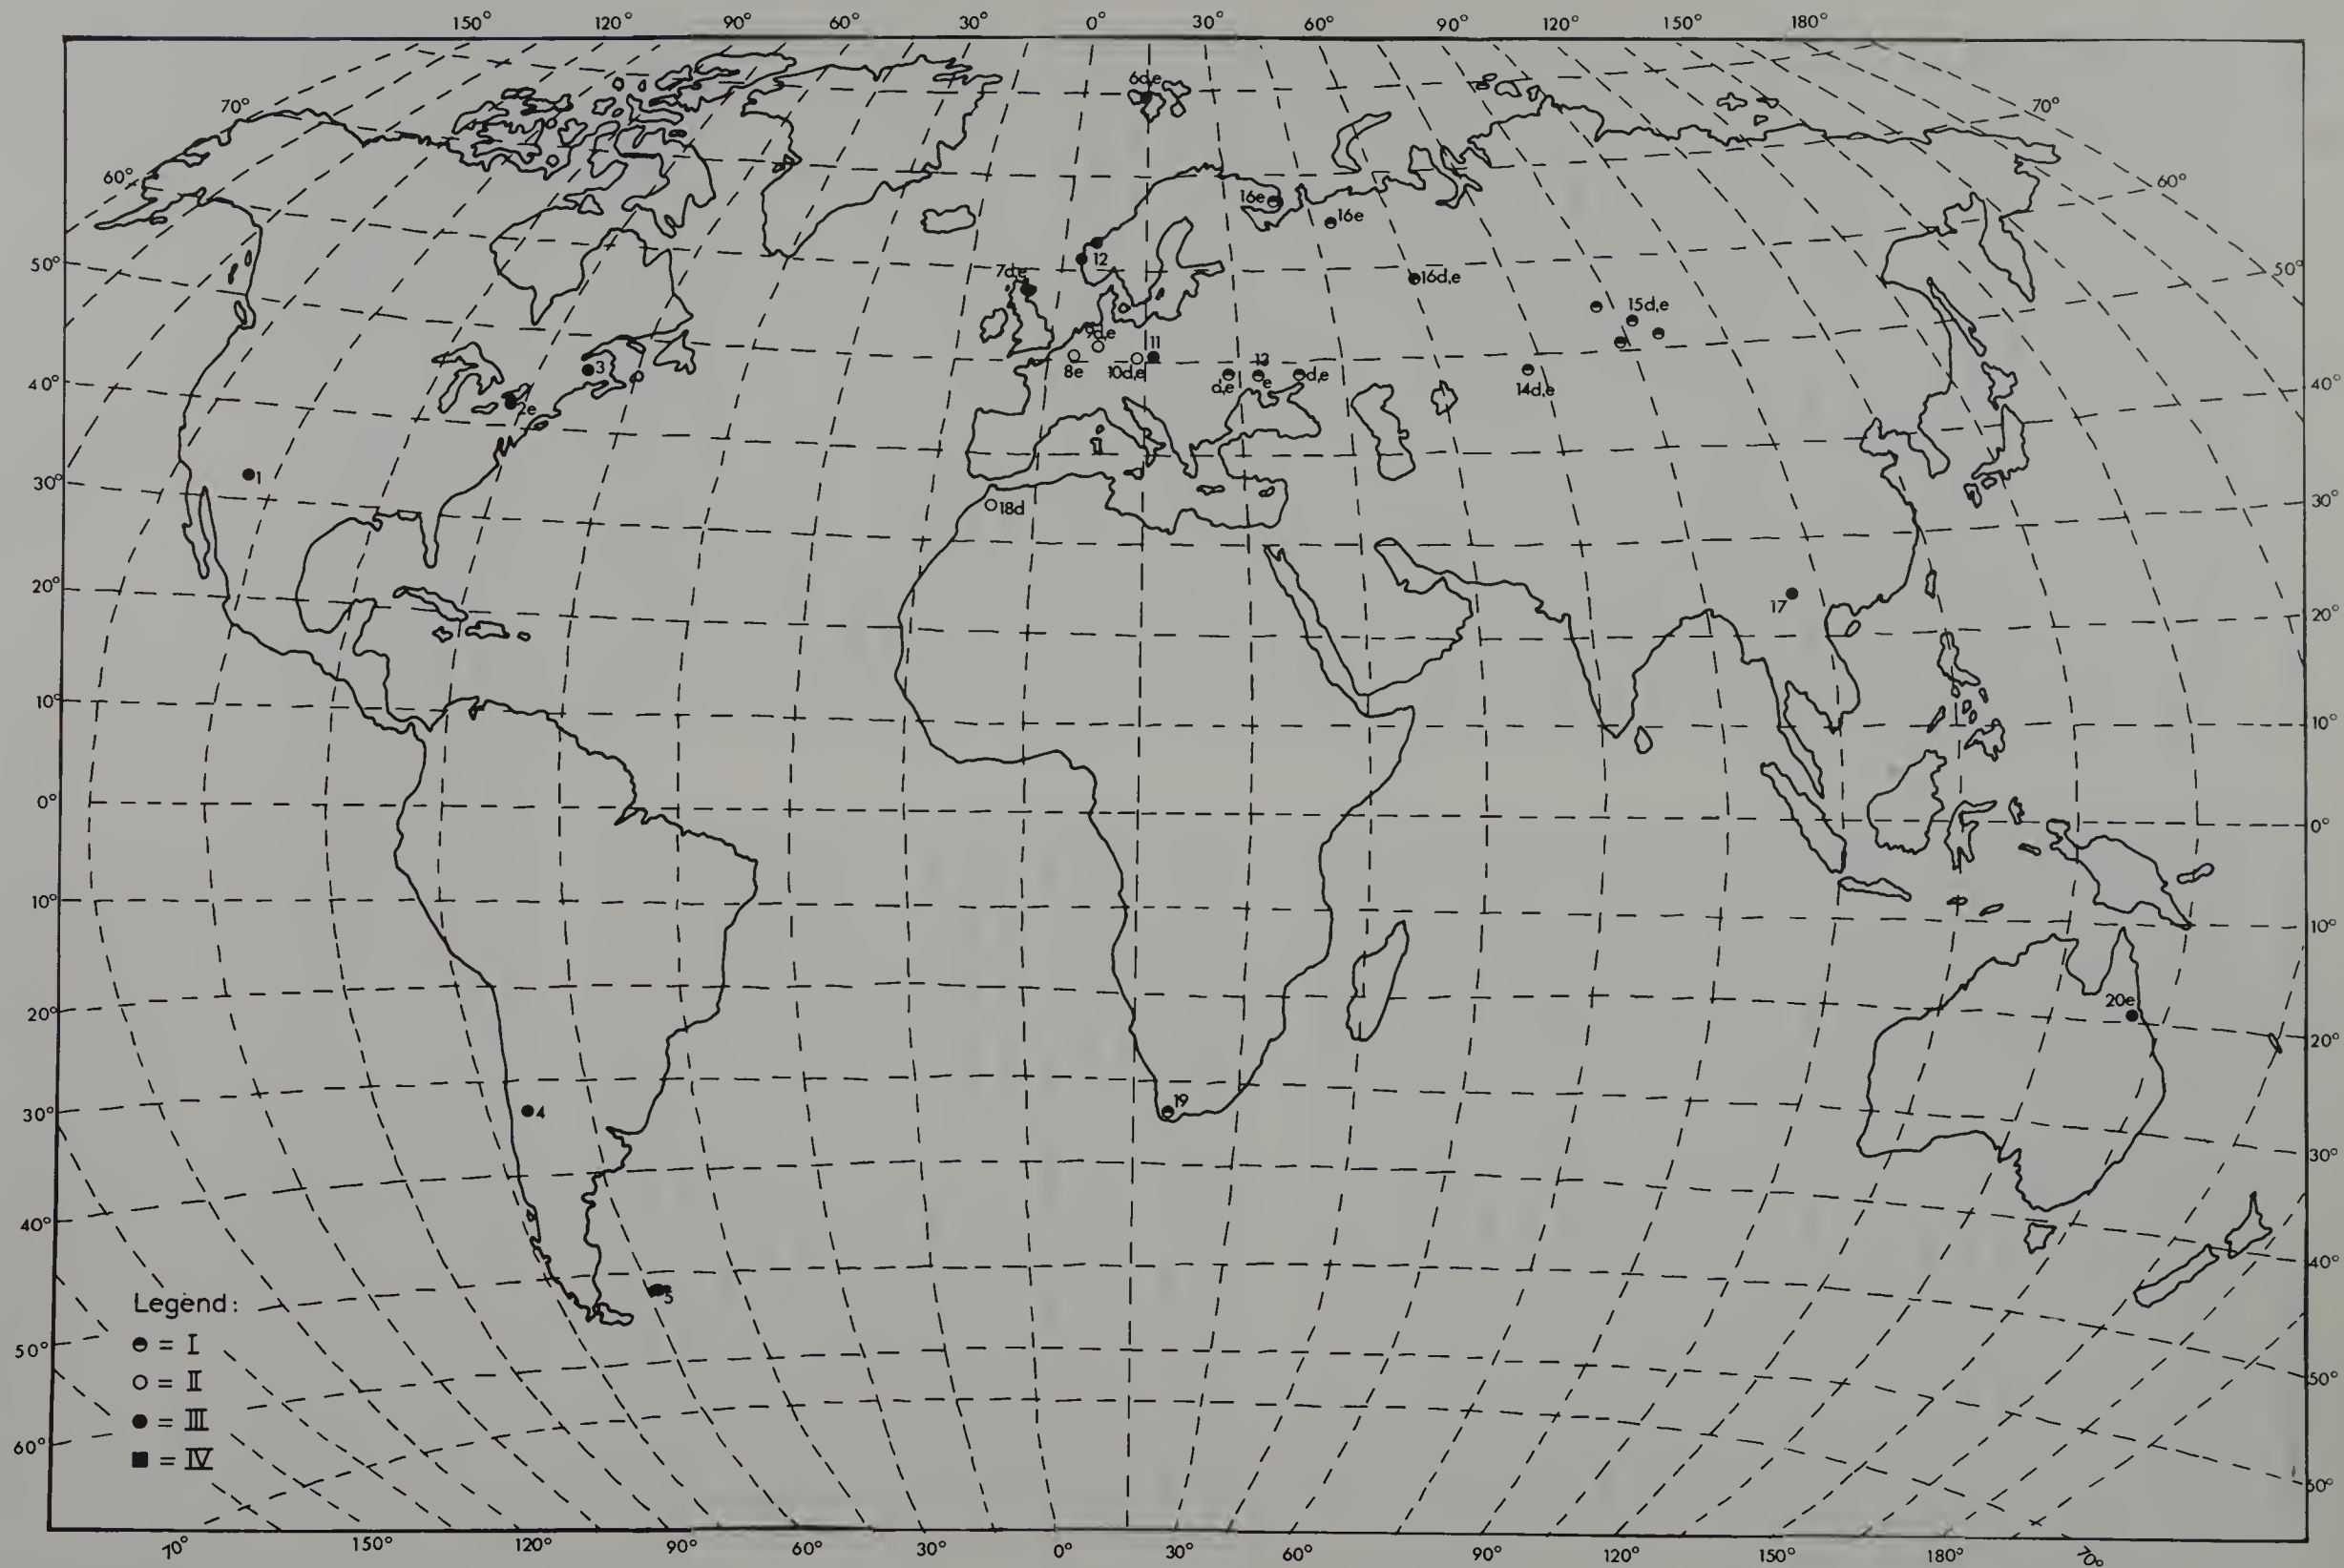 150° 120° 90° 60° 30° 0° 30° 60° 90° 120° 150° 180°
6d,e
70° 70°
60° 60°
16e
16e
12
50° 7d,e 50°
16d,e
15d,e
9d,e
11
3 13
8e 10d,e d,e e d,e 14d,e
40° 40°
2e
1
30° 18d 30°
20° 17 20°
10° 10°
0° 0°
10° 10°
20e
20° 20°
19
30° 4 30°
40° 40°
5
Legend:
= I
50° 50°
= II
= III
60° = IV 60°
70° 150° 120° 90° 60° 30° 0° 30° 60° 90° 120° 150° 180° 70°